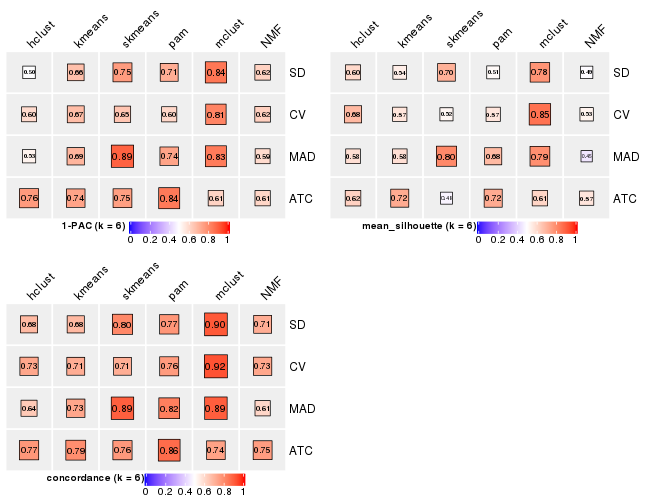 hclust kmeans skmeans pam mclust NMF
0.50 0.66 0.75 0.71 0.84 0.62 SD
0.60 0.67 0.65 0.60 0.81 0.62 CV
0.53 0.69 0.89 0.74 0.83 0.59 MAD
0.76 0.74 0.75 0.84 0.61 0.61 ATC
1-PAC (k = 6)
0 0.2 0.4 0.6 0.8 1
hclust kmeans skmeans pam mclust NMF
0.60 0.54 0.70 0.51 0.78 0.49 SD
0.68 0.57 0.52 0.57 0.85 0.53 CV
0.58 0.58 0.80 0.68 0.79 MAD
0.62 0.72 0.48 0.72 0.61 0.57 ATC
mean_silhouette (k = 6)
0 0.2 0.4 0.6 0.8 1
hclust kmeans skmeans pam mclust NMF
0.68 0.68 0.80 0.77 0.90 0.71 SD
0.73 0.71 0.71 0.76 0.92 0.73 CV
0.64 0.73 0.89 0.82 0.89 0.61 MAD
0.77 0.79 0.76 0.86 0.74 0.75 ATC
concordance (k = 6)
0 0.2 0.4 0.6 0.8 1